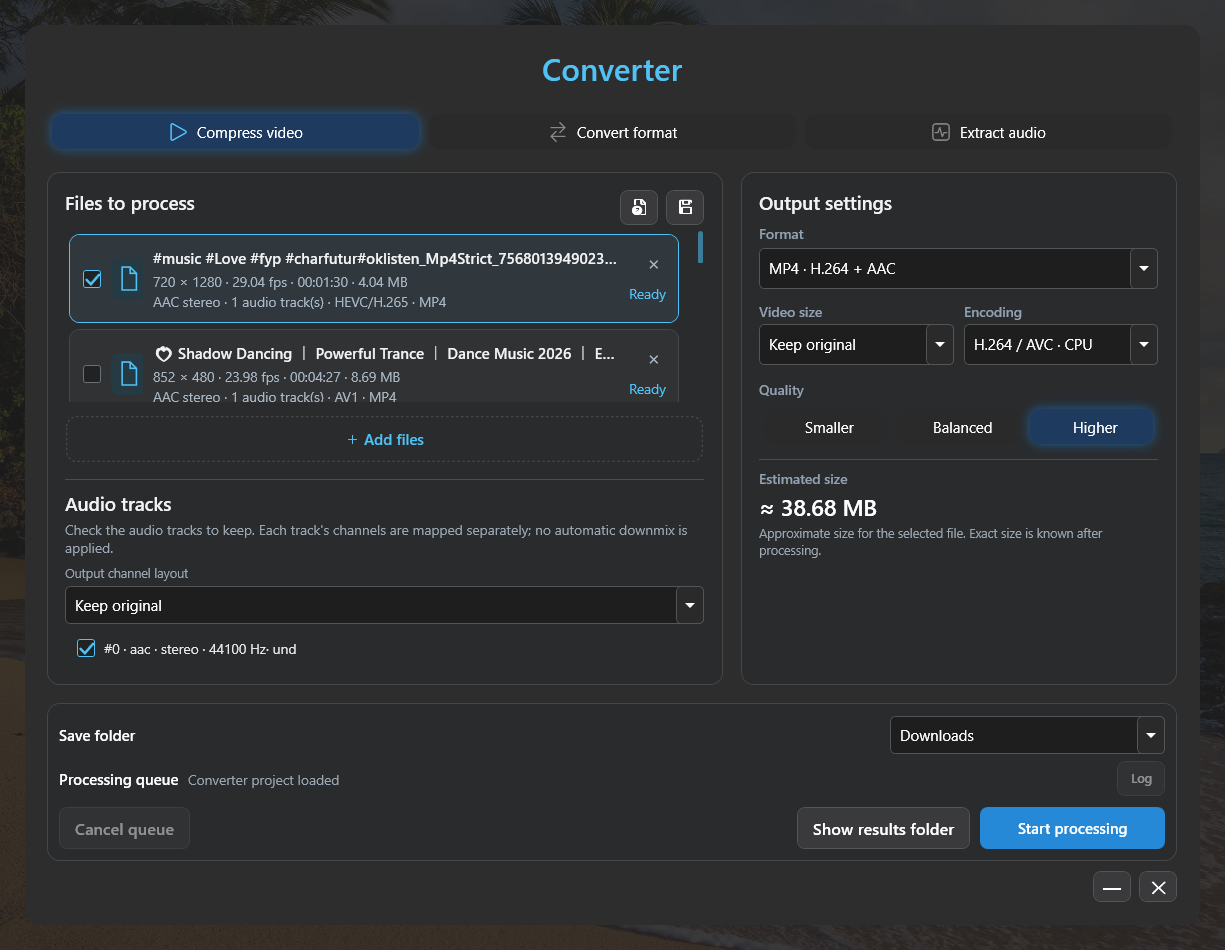 Converter
Compress video
Convert format
Extract audio
Files to process
#music #Love #fyp #charfutur#oklisten_Mp4Strict_7568013949023...
720 × 1280 · 29.04 fps · 00:01:30 · 4.04 MB
AAC stereo · 1 audio track(s) · HEVC/H.265 · MP4
Ready
Shadow Dancing | Powerful Trance | Dance Music 2026 | E...
852 × 480 · 23.98 fps · 00:04:27 · 8.69 MB
AAC stereo · 1 audio track(s) · AV1 · MP4
Ready
+ Add files
Audio tracks
Check the audio tracks to keep. Each track's channels are mapped separately; no automatic downmix is
applied.
Output channel layout
Keep original
#0 · aac · stereo · 44100 Hz· und
Output settings
Format
MP4 · H.264 + AAC
Video size
Encoding
Keep original
H.264 / AVC · CPU
Quality
Smaller
Balanced
Higher
Estimated size
≈ 38.68 MB
Approximate size for the selected file. Exact size is known after
processing.
Save folder
Downloads
Processing queue Converter project loaded
Log
Cancel queue
Show results folder
Start processing